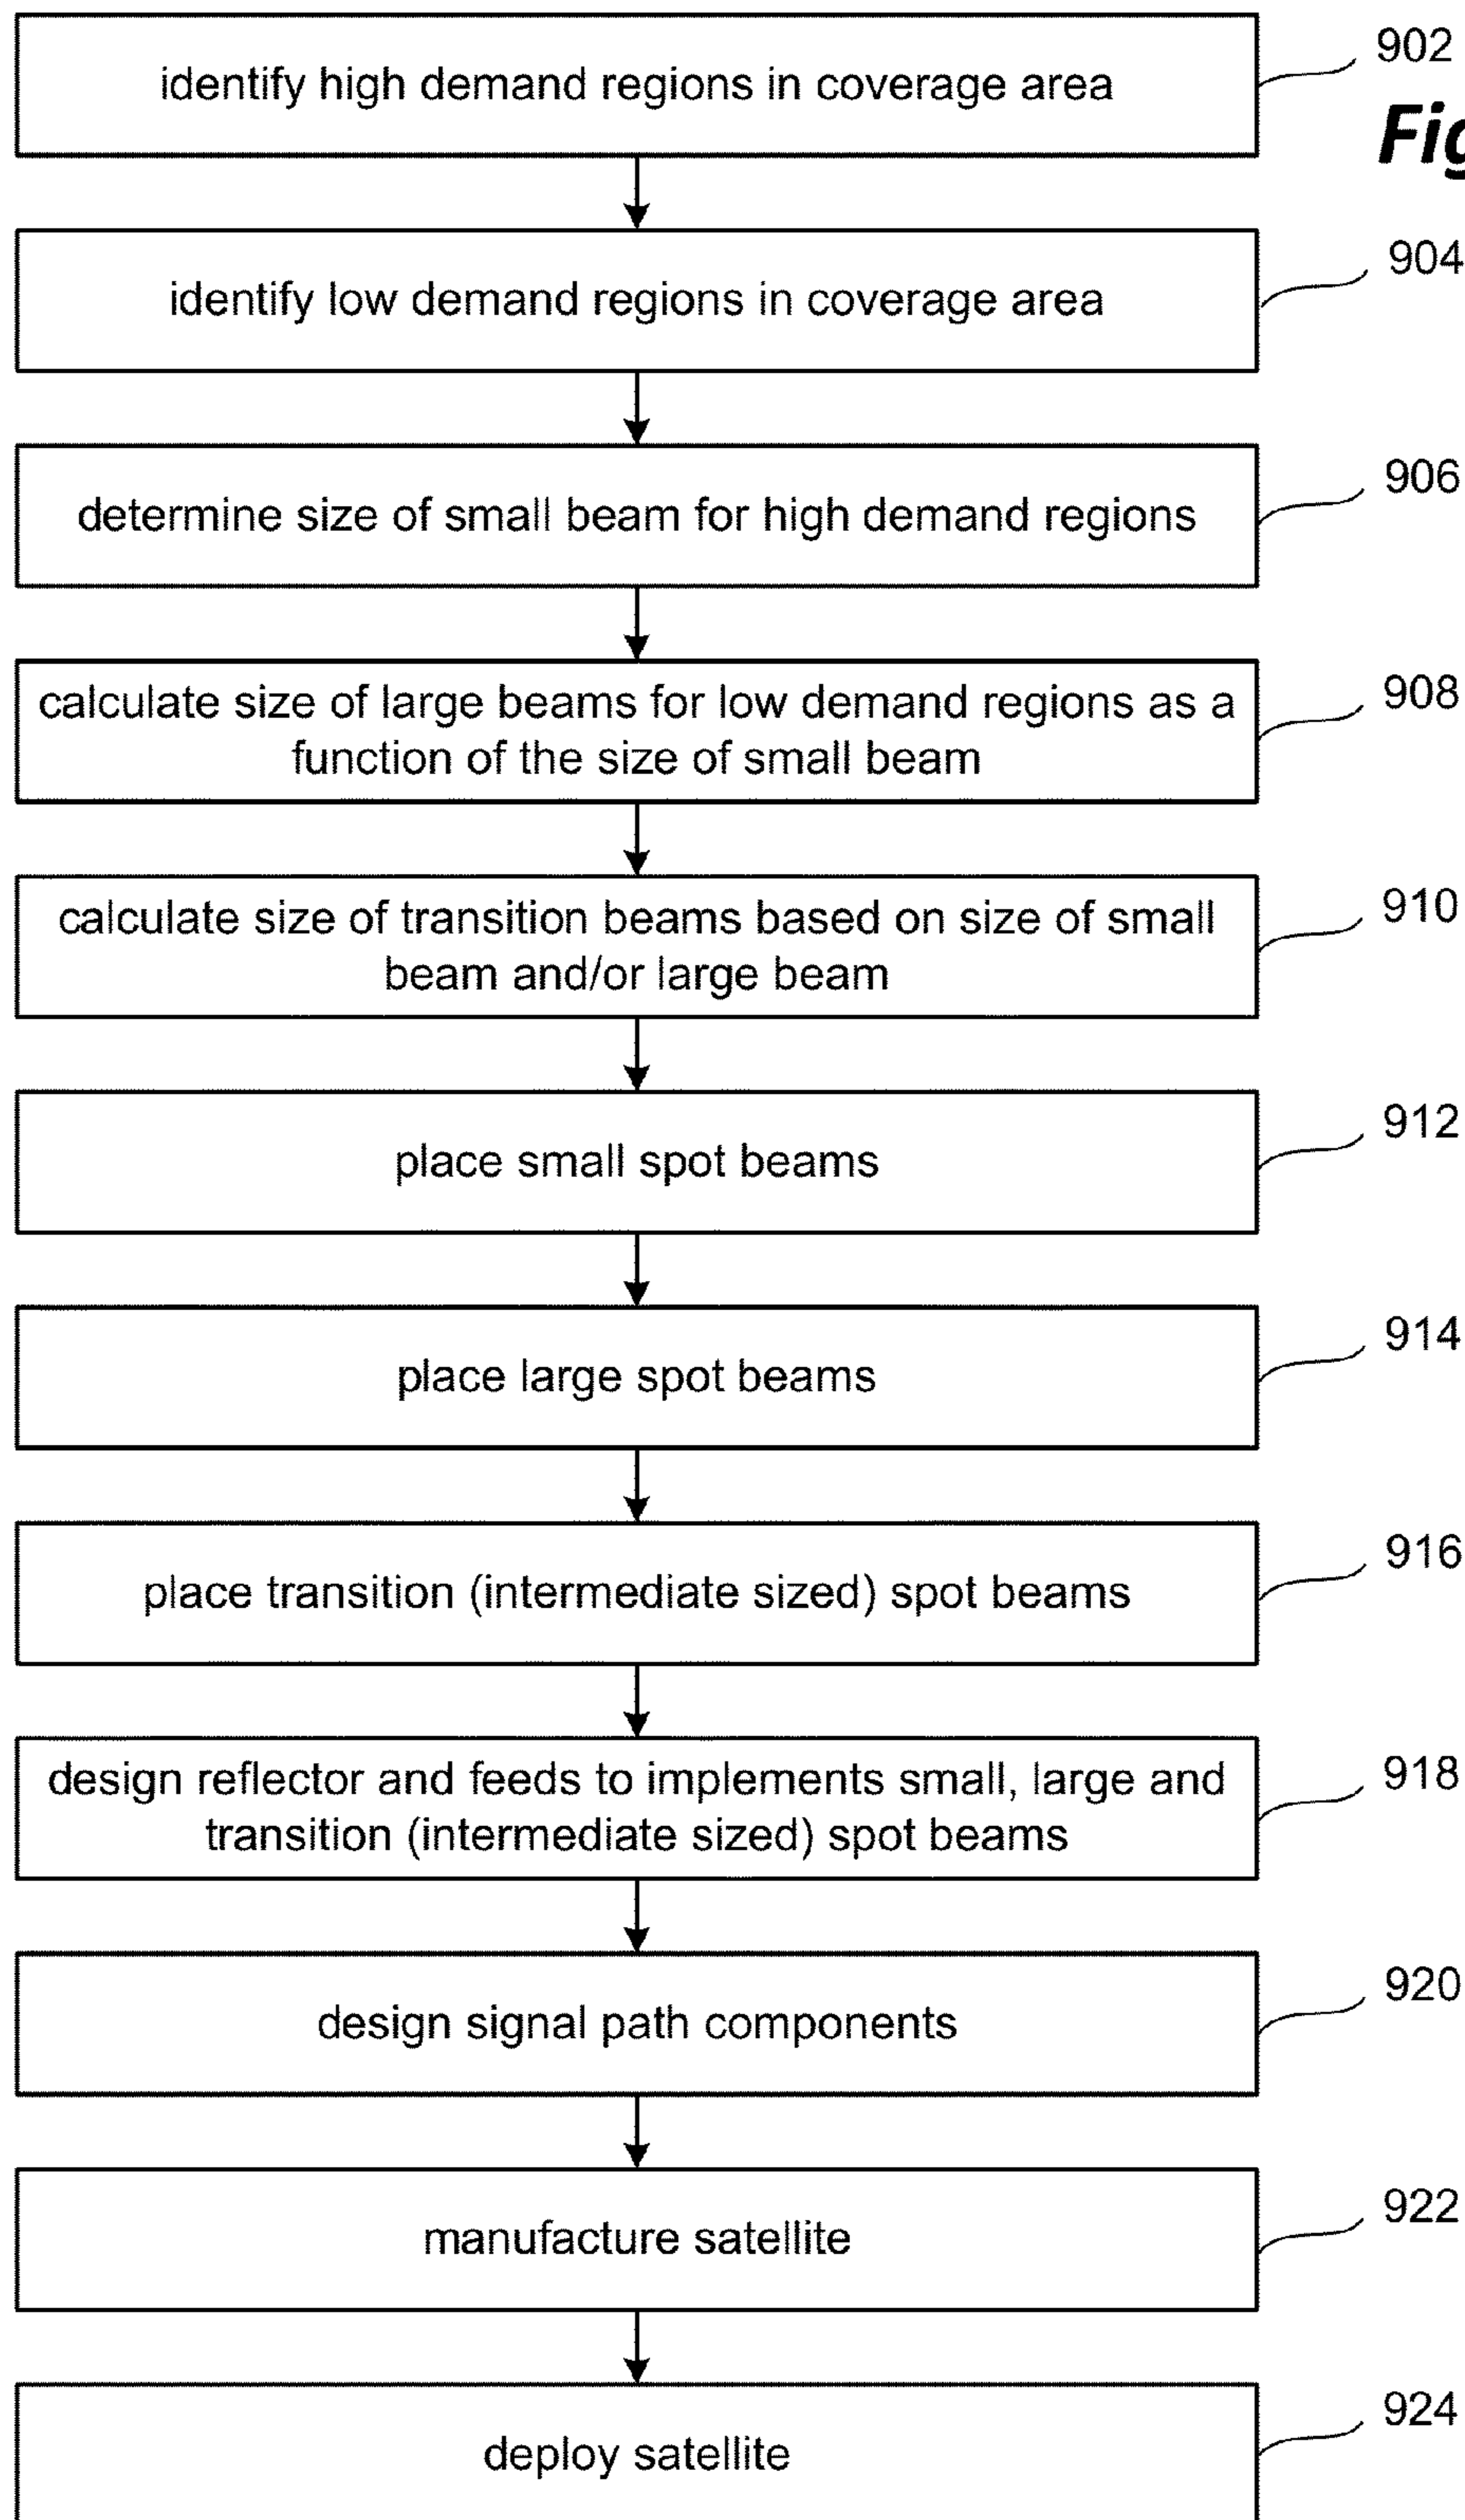 identify high demand regions in coverage area
902
Fig
identify low demand regions in coverage area
904
determine size of small beam for high demand regions
906
calculate size of large beams for low demand regions as a
function of the size of small beam
908
calculate size of transition beams based on size of small
beam and/or large beam
910
place small spot beams
912
place large spot beams
914
place transition (intermediate sized) spot beams
916
design reflector and feeds to implements small, large and
transition (intermediate sized) spot beams
918
design signal path components
920
manufacture satellite
922
deploy satellite
924